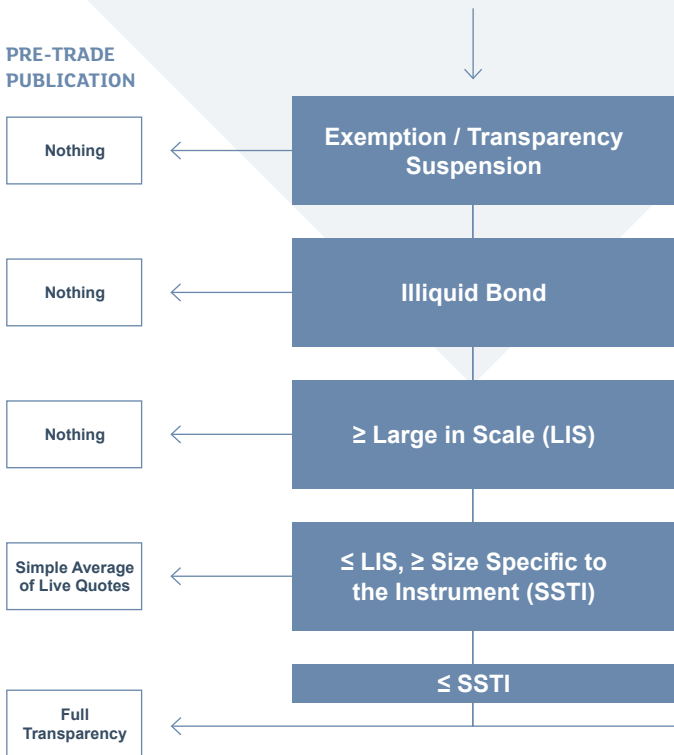 PRE-TRADE
PUBLICATION
Nothing
Exemption / Transparency
Suspension
Nothing
Illiquid Bond
Nothing
≥ Large in Scale (LIS)
Simple Average
of Live Quotes
≤ LIS, ≥ Size Specific to
the Instrument (SSTI)
≤ SSTI
Full
Transparency